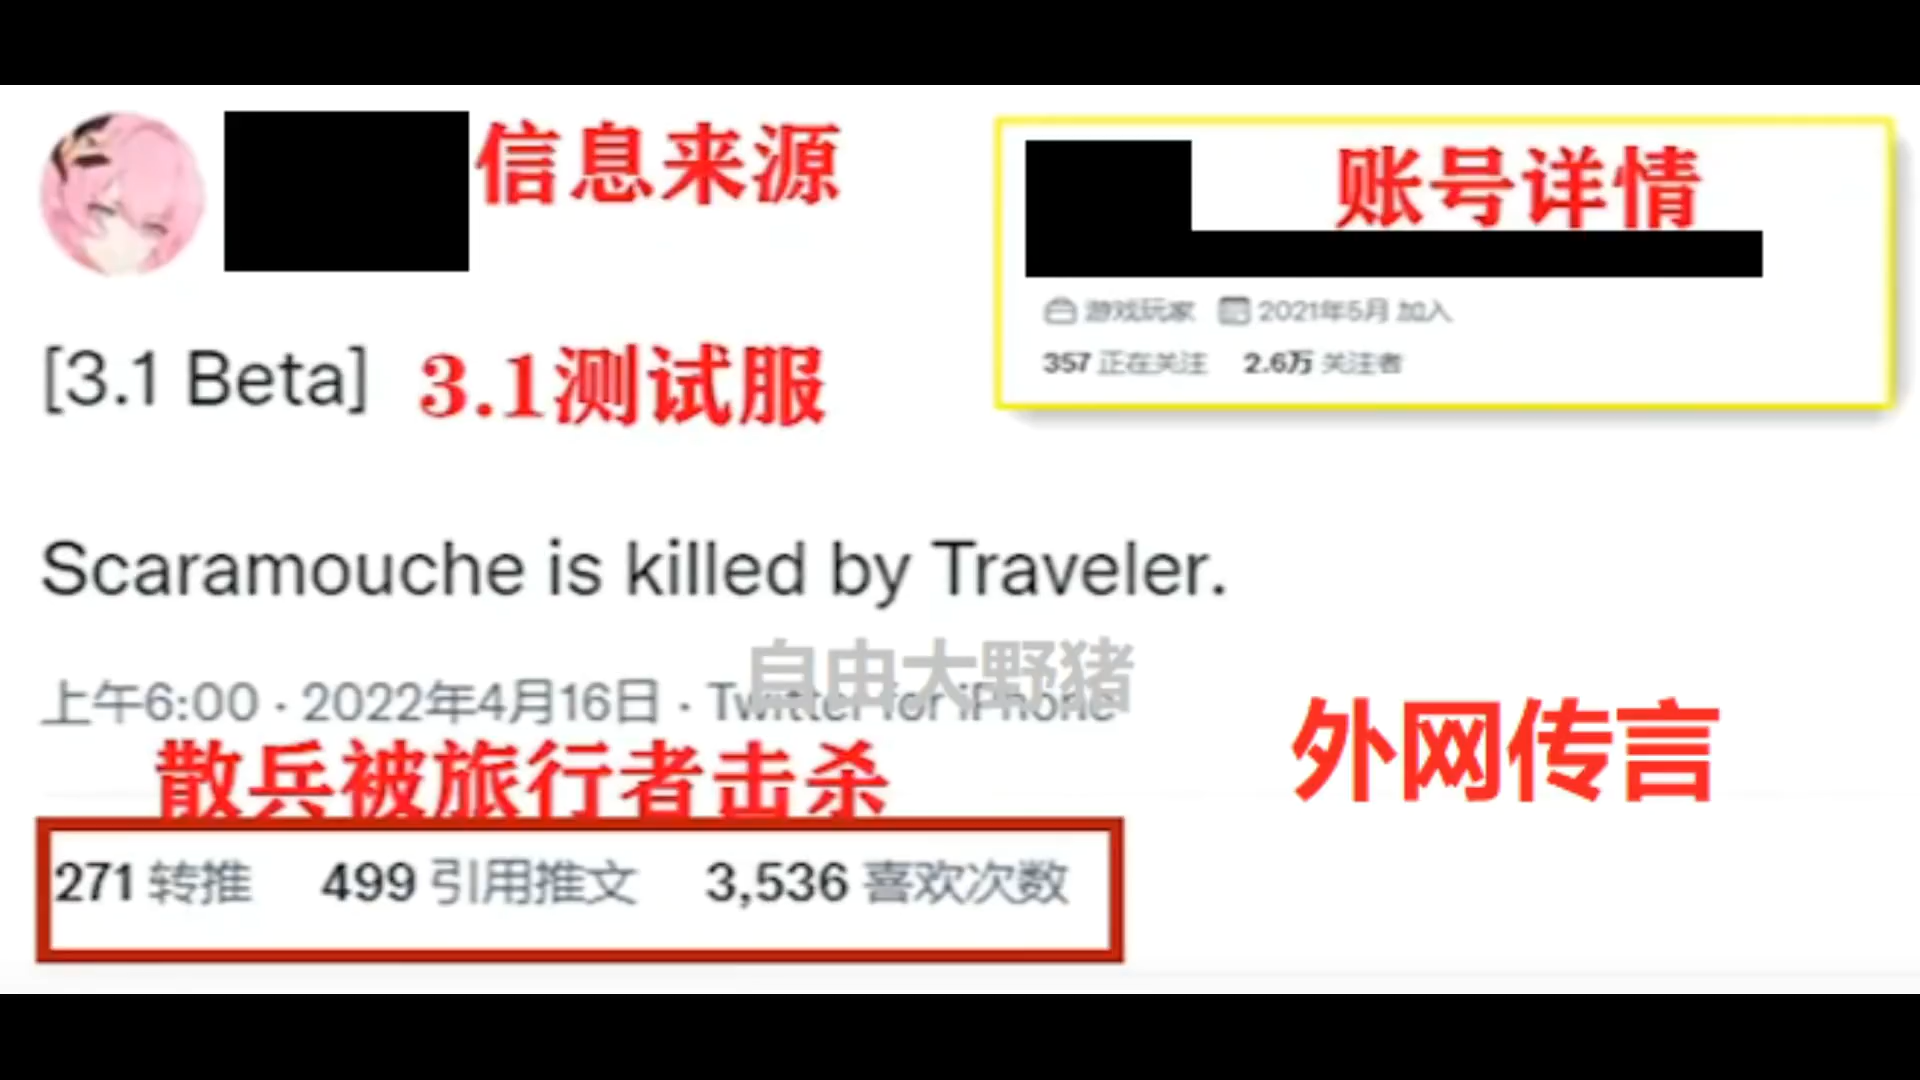 信息来源
账号详情
游戏玩家 2021年5月 加入
357 正在关注 2.6万 关注者
[3.1 Beta] 3.1测试服
Scaramouche is killed by Traveler.
自由大野猪
上午6:00 · 2022年4月16日 · Twitter for iPhone
外网传言
散兵被旅行者击杀
271 转推 499 引用推文 3,536 喜欢次数